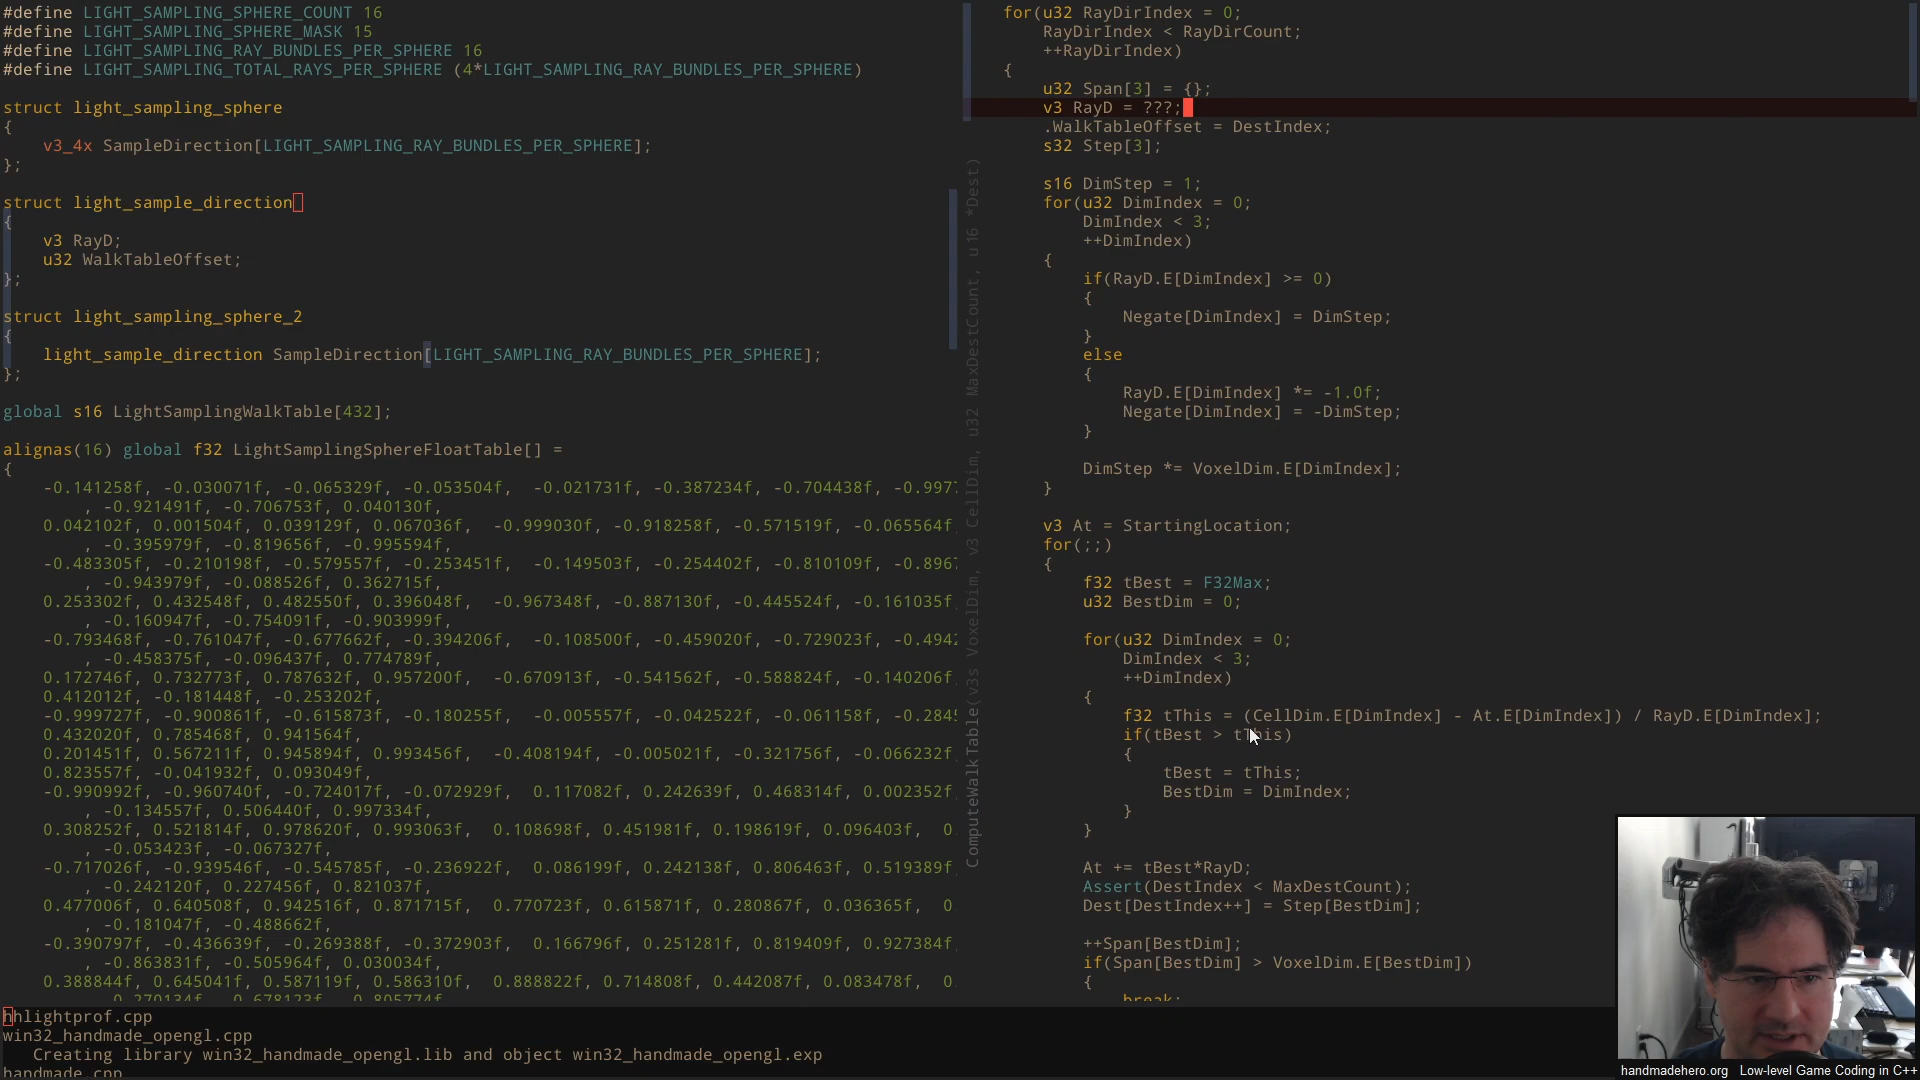 #define LIGHT_SAMPLING_SPHERE_COUNT 16
#define LIGHT_SAMPLING_SPHERE_MASK 15
#define LIGHT_SAMPLING_RAY_BUNDLES_PER_SPHERE 16
#define LIGHT_SAMPLING_TOTAL_RAYS_PER_SPHERE (4*LIGHT_SAMPLING_RAY_BUNDLES_PER_SPHERE)
struct light_sampling_sphere
{
v3_4x SampleDirection[LIGHT_SAMPLING_RAY_BUNDLES_PER_SPHERE];
};
struct light_sample_direction
{
v3 RayD;
u32 WalkTableOffset;
};
struct light_sampling_sphere_2
{
light_sample_direction SampleDirection[LIGHT_SAMPLING_RAY_BUNDLES_PER_SPHERE];
};
global s16 LightSamplingWalkTable[432];
alignas(16) global f32 LightSamplingSphereFloatTable[] =
{
-0.141258f, -0.030071f, -0.065329f, -0.053504f, -0.021731f, -0.387234f, -0.704438f, -0.997
, -0.921491f, -0.706753f, 0.040130f,
0.042102f, 0.001504f, 0.039129f, 0.067036f, -0.999030f, -0.918258f, -0.571519f, -0.065564f
, -0.395979f, -0.819656f, -0.995594f,
-0.483305f, -0.210198f, -0.579557f, -0.253451f, -0.149503f, -0.254402f, -0.810109f, -0.896
, -0.943979f, -0.088526f, 0.362715f,
0.253302f, 0.432548f, 0.482550f, 0.396048f, -0.967348f, -0.887130f, -0.445524f, -0.161035f
, -0.160947f, -0.754091f, -0.903999f,
-0.793468f, -0.761047f, -0.677662f, -0.394206f, -0.108500f, -0.459020f, -0.729023f, -0.494
, -0.458375f, -0.096437f, 0.774789f,
0.172746f, 0.732773f, 0.787632f, 0.957200f, -0.670913f, -0.541562f, -0.588824f, -0.140206f
0.412012f, -0.181448f, -0.253202f,
-0.999727f, -0.900861f, -0.615873f, -0.180255f, -0.005557f, -0.042522f, -0.061158f, -0.284
0.432020f, 0.785468f, 0.941564f,
0.201451f, 0.567211f, 0.945894f, 0.993456f, -0.408194f, -0.005021f, -0.321756f, -0.066232f
0.823557f, -0.041932f, 0.093049f,
-0.990992f, -0.960740f, -0.724017f, -0.072929f, 0.117082f, 0.242639f, 0.468314f, 0.002352f
, -0.134557f, 0.506440f, 0.997334f,
0.308252f, 0.521814f, 0.978620f, 0.993063f, 0.108698f, 0.451981f, 0.198619f, 0.096403f, 0.
, -0.053423f, -0.067327f,
-0.717026f, -0.939546f, -0.545785f, -0.236922f, 0.086199f, 0.242138f, 0.806463f, 0.519389f
, -0.242120f, 0.227456f, 0.821037f,
0.477006f, 0.640508f, 0.942516f, 0.871715f, 0.770723f, 0.615871f, 0.280867f, 0.036365f, 0
, -0.181047f, -0.488662f,
-0.390797f, -0.436639f, -0.269388f, -0.372903f, 0.166796f, 0.251281f, 0.819409f, 0.927384f
, -0.863831f, -0.505964f, 0.030034f,
0.388844f, 0.645041f, 0.587119f, 0.586310f, 0.888822f, 0.714808f, 0.442087f, 0.083478f, 0
ComputeWalkTable(v3s VoxelDim, v3 CellDim, u32 MaxDestCount, u16 *Dest)
for(u32 RayDirIndex = 0;
RayDirIndex < RayDirCount;
++RayDirIndex)
{
u32 Span[3] = {};
v3 RayD = ???;
.WalkTableOffset = DestIndex;
s32 Step[3];
s16 DimStep = 1;
for(u32 DimIndex = 0;
DimIndex < 3;
++DimIndex)
{
if(RayD.E[DimIndex] >= 0)
{
Negate[DimIndex] = DimStep;
}
else
{
RayD.E[DimIndex] *= -1.0f;
Negate[DimIndex] = -DimStep;
}
DimStep *= VoxelDim.E[DimIndex];
}
v3 At = StartingLocation;
for(;;)
{
f32 tBest = F32Max;
u32 BestDim = 0;
for(u32 DimIndex = 0;
DimIndex < 3;
++DimIndex)
{
f32 tThis = (CellDim.E[DimIndex] - At.E[DimIndex]) / RayD.E[DimIndex];
if(tBest > tThis)
{
tBest = tThis;
BestDim = DimIndex;
}
}
At += tBest*RayD;
Assert(DestIndex < MaxDestCount);
Dest[DestIndex++] = Step[BestDim];
++Span[BestDim];
if(Span[BestDim] > VoxelDim.E[BestDim])
{
break;
hhlightprof.cpp
win32_handmade_opengl.cpp
Creating library win32_handmade_opengl.lib and object win32_handmade_opengl.exp
handmade.cpp
handmadehero.org Low-level Game Coding in C++